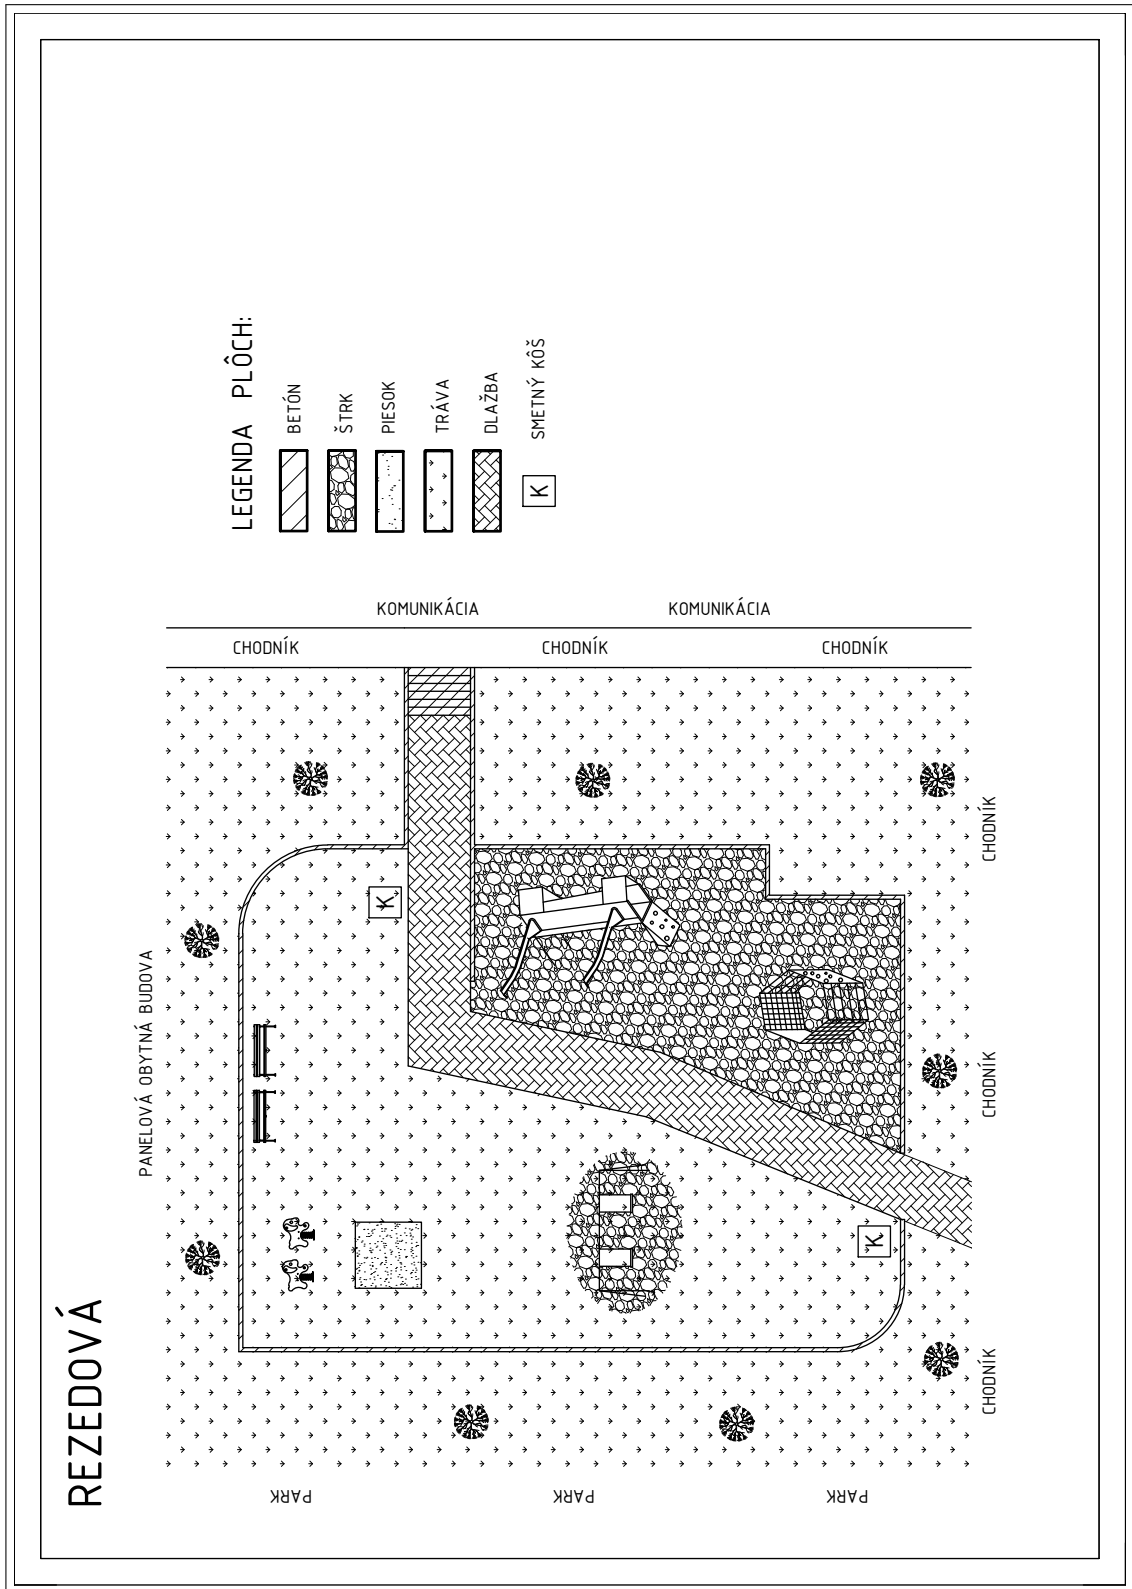 REZEDOVÁ
PANELOVÁ OBYTNÁ BUDOVA
LEGENDA PLÔCH:
BETÓN
ŠTRK
PIESOK
TRÁVA
DLAŽBA
K SMETNÝ KÔŠ
KOMUNIKÁCIA
KOMUNIKÁCIA
CHODNÍK
CHODNÍK
CHODNÍK
K
K
CHODNÍK
CHODNÍK
CHODNÍK
PARK
PARK
PARK